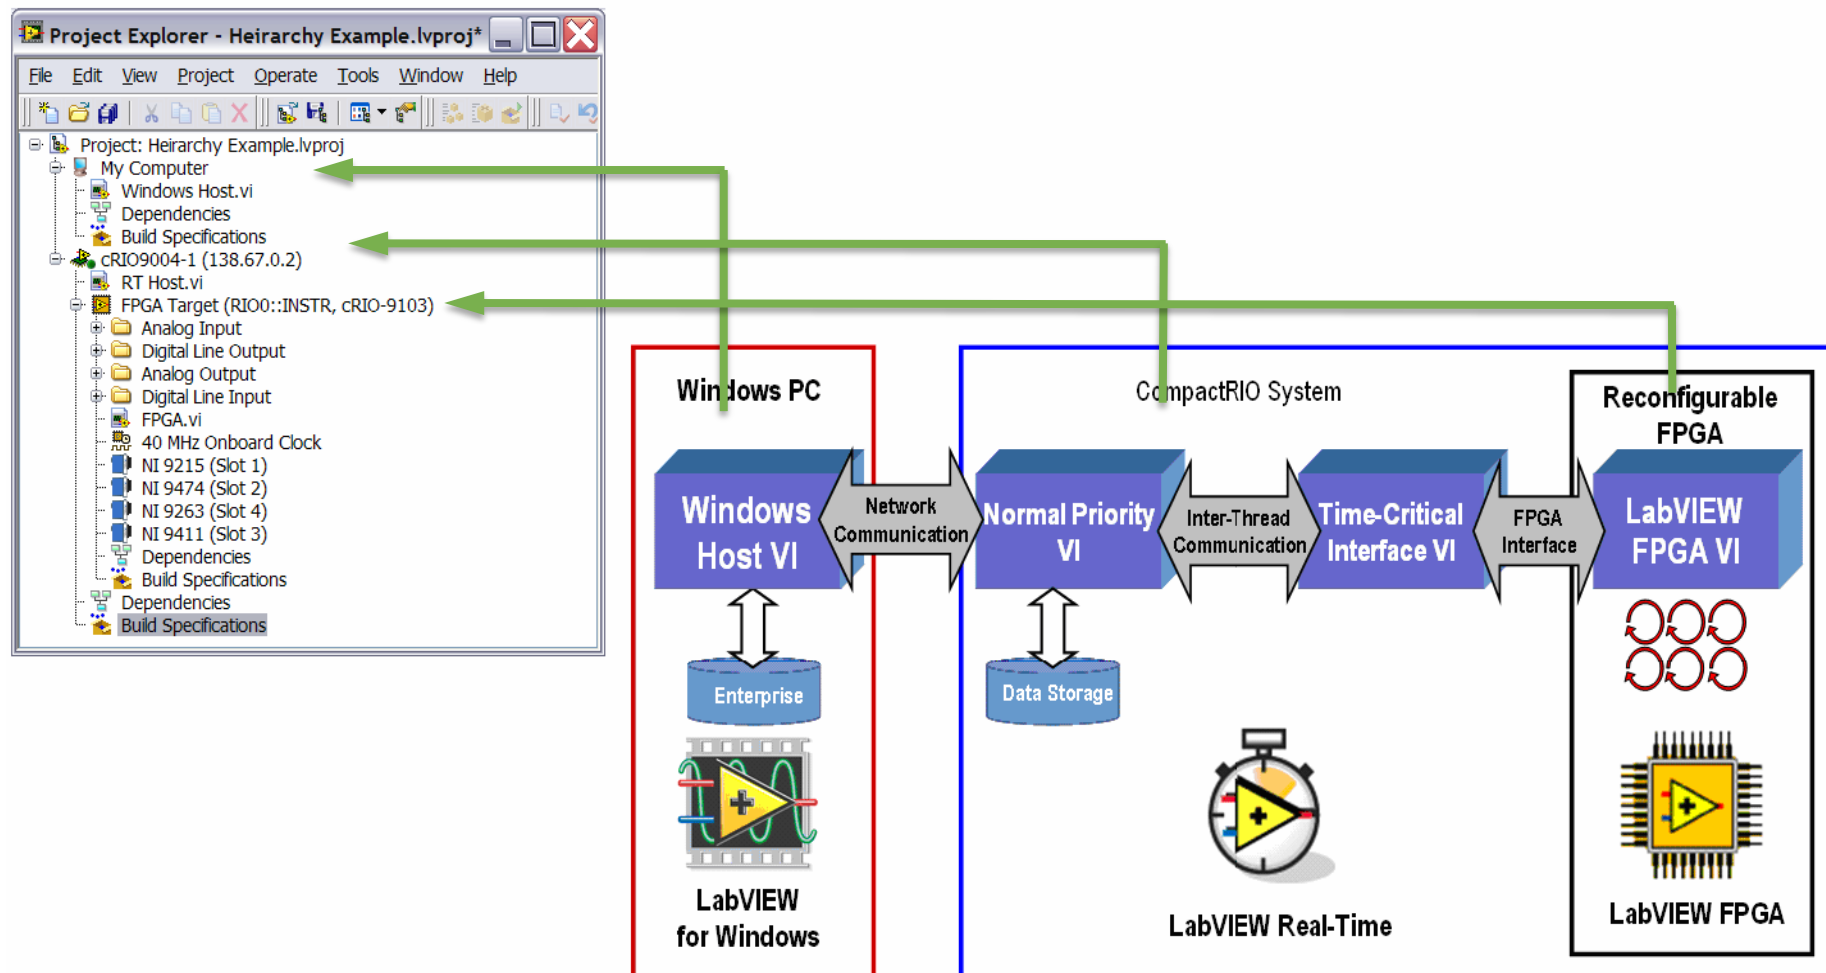 Project Explorer - Heirarchy Example.lvproj*
File Edit View Project Operate Tools Window Help
Project: Heirarchy Example.lvproj
My Computer
Windows Host.vi
Dependencies
Build Specifications
cRIO9004-1 (138.67.0.2)
RT Host.vi
FPGA Target (RIO0::INSTR, cRIO-9103)
Analog Input
Digital Line Output
Analog Output
Digital Line Input
FPGA.vi
40 MHz Onboard Clock
NI 9215 (Slot 1)
NI 9474 (Slot 2)
NI 9263 (Slot 4)
NI 9411 (Slot 3)
Dependencies
Build Specifications
Dependencies
Build Specifications
Windows PC
Windows
Host VI
Network
Communication
Enterprise
LabVIEW
for Windows
CompactRIO System
Normal Priority
VI
Inter-Thread
Communication
Time-Critical
Interface VI
FPGA
Interface
Data Storage
LabVIEW Real-Time
Reconfigurable
FPGA
LabVIEW
FPGA VI
LabVIEW FPGA